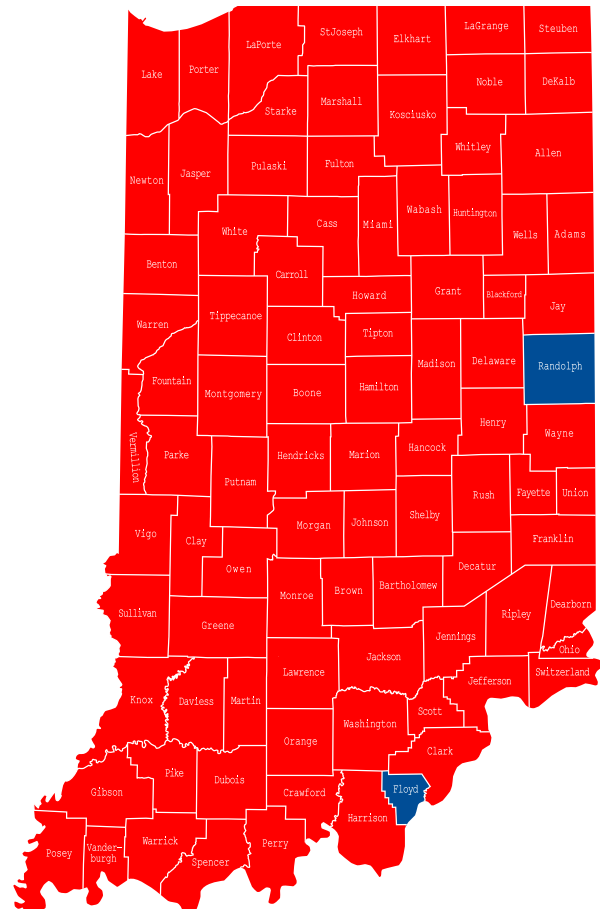 LaGrange
Steuben
StJoseph
Elkhart
LaPorte
Lake
Porter
Noble
DeKalb
Marshall
Starke
Kosciusko
Whitley
Allen
Newton
Jasper
Pulaski
Fulton
White
Cass
Miami
Wabash
Huntington
Wells
Adams
Benton
Carroll
Howard
Grant
Blackford
Jay
Warren
Tippecanoe
Clinton
Tipton
Madison
Delaware
Randolph
Fountain
Montgomery
Boone
Hamilton
Henry
Wayne
Vermillion
Parke
Putnam
Hendricks
Marion
Hancock
Rush
Fayette
Union
Vigo
Clay
Morgan
Johnson
Shelby
Franklin
Owen
Decatur
Sullivan
Greene
Monroe
Brown
Bartholomew
Jennings
Ripley
Dearborn
Ohio
Knox
Daviess
Martin
Lawrence
Jackson
Jefferson
Switzerland
Orange
Washington
Scott
Clark
Gibson
Pike
Dubois
Crawford
Harrison
Floyd
Posey
Vander-
burgh
Warrick
Spencer
Perry